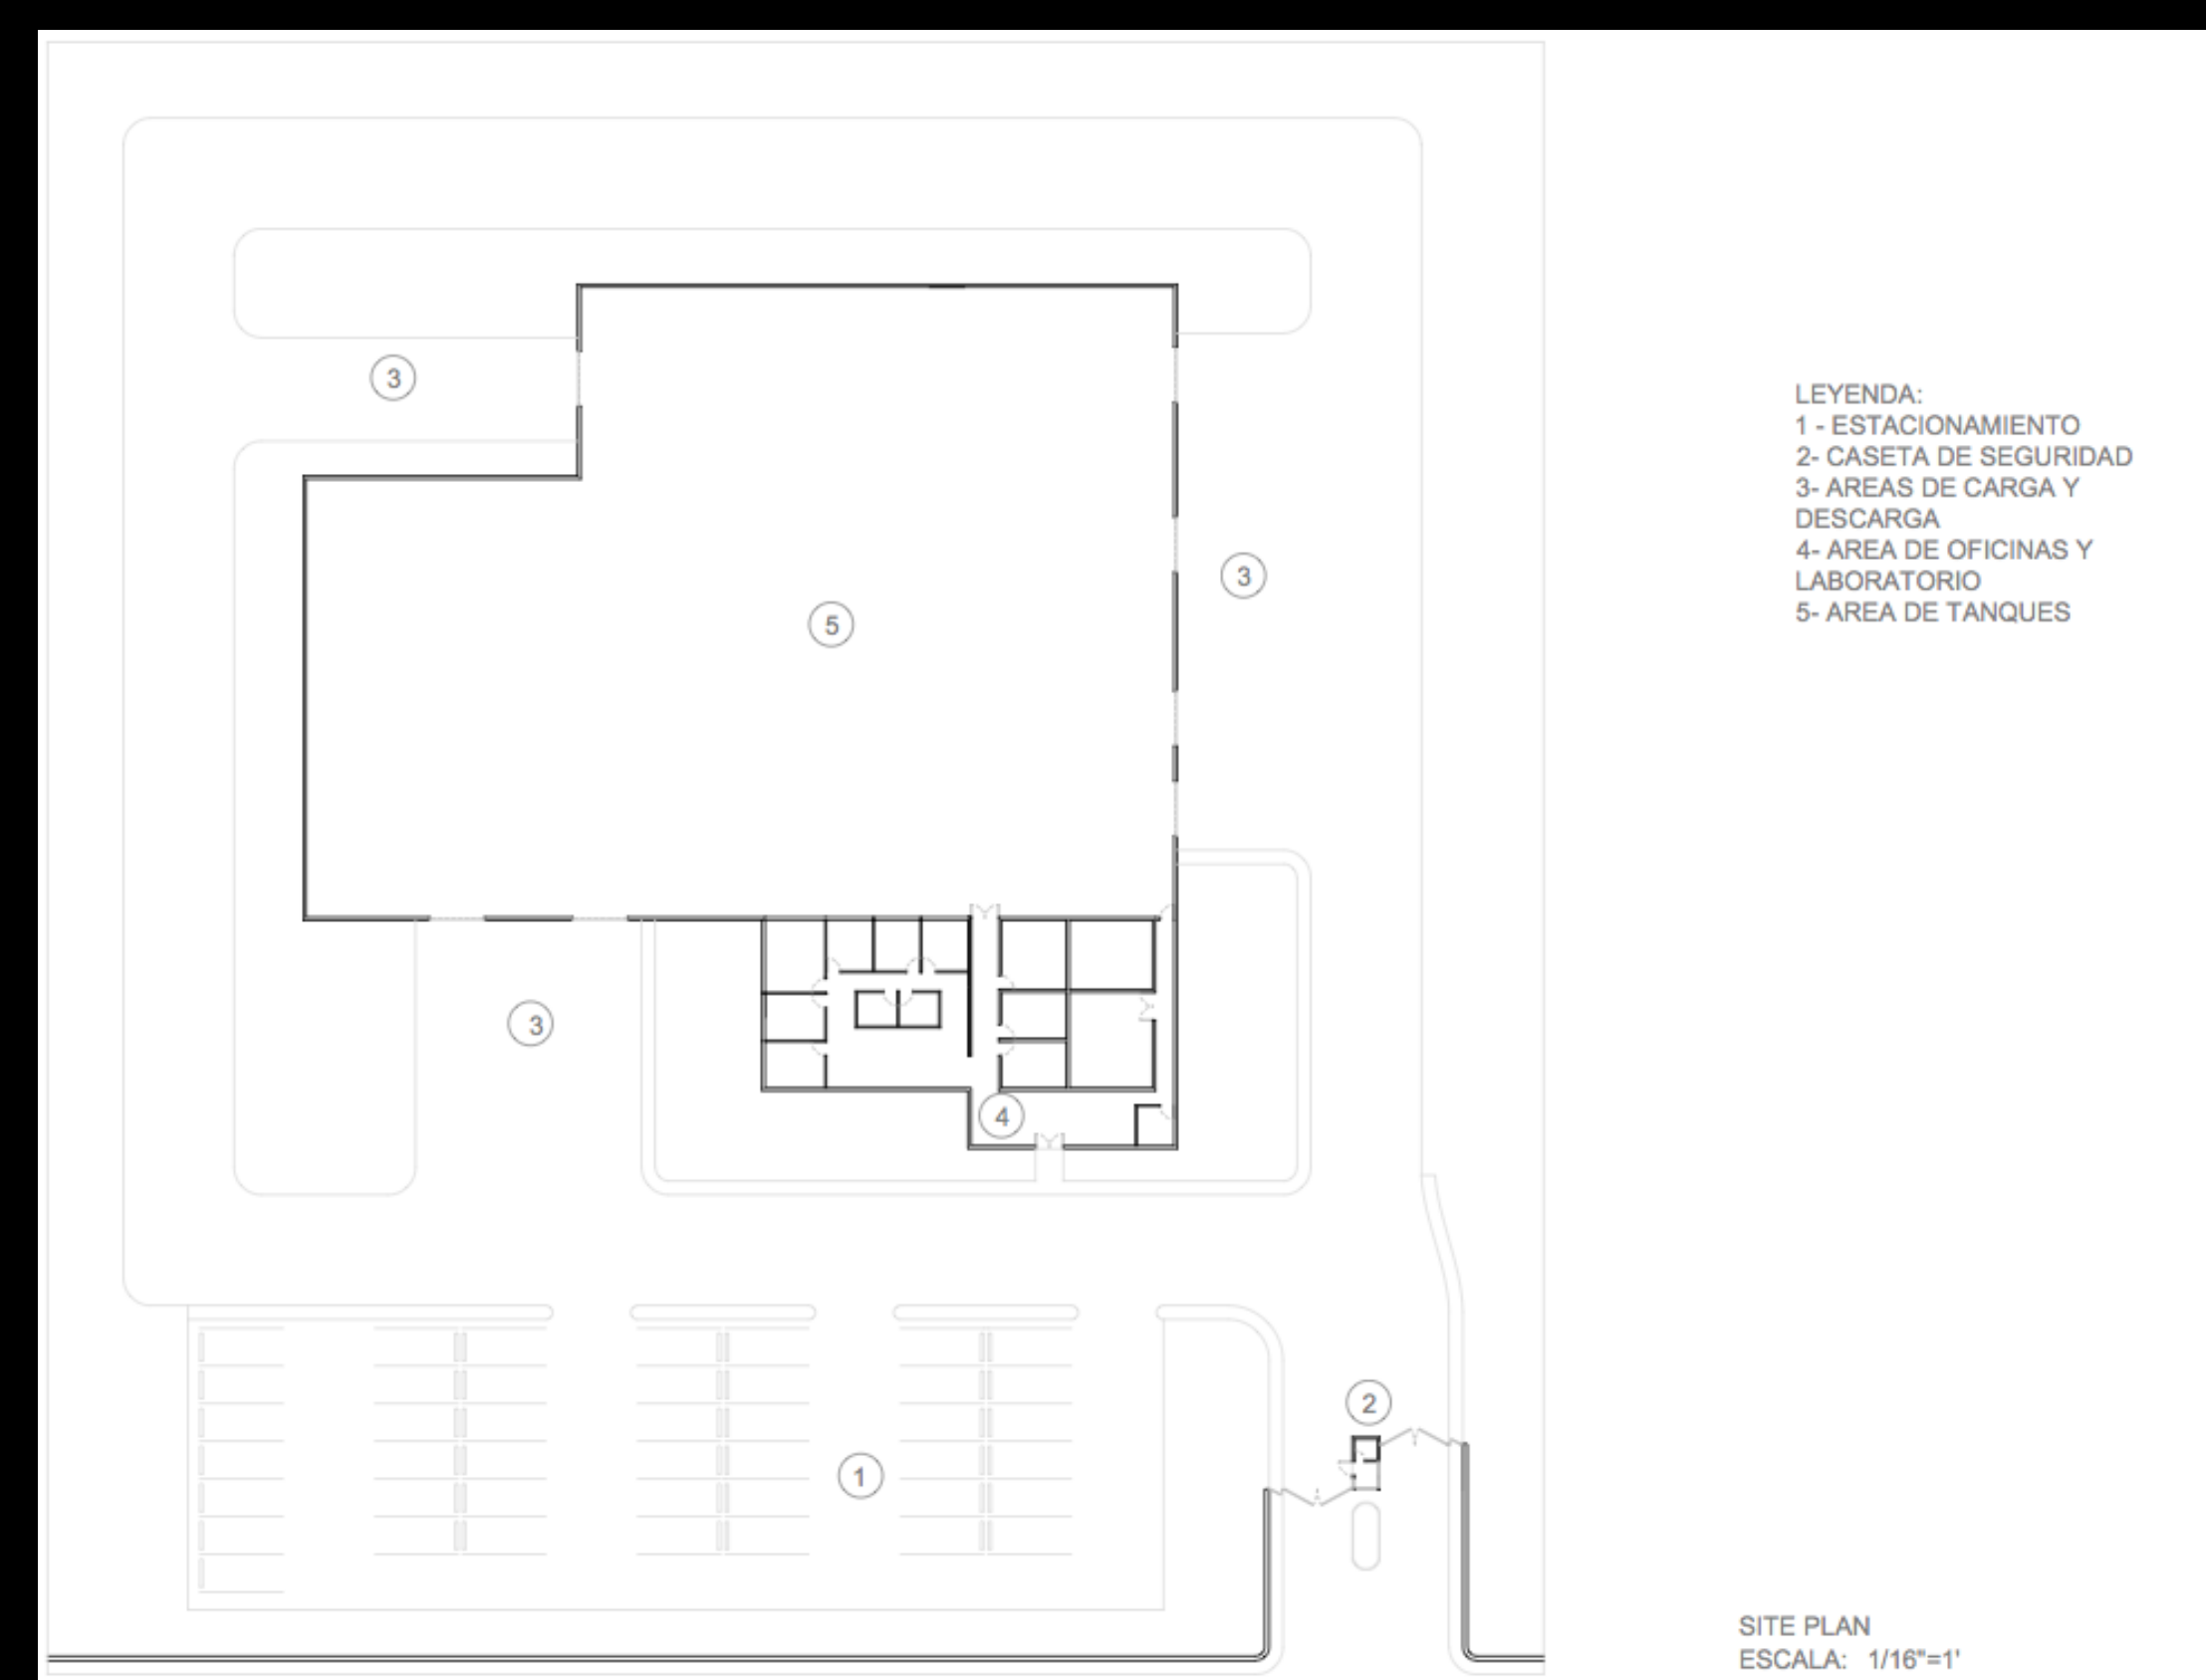 3
3
5
3
4
2
1
LEYENDA:
1 - ESTACIONAMIENTO
2- CASETA DE SEGURIDAD
3- AREAS DE CARGA Y
DESCARGA
4- AREA DE OFICINAS Y
LABORATORIO
5- AREA DE TANQUES
SITE PLAN
ESCALA: 1/16"=1'